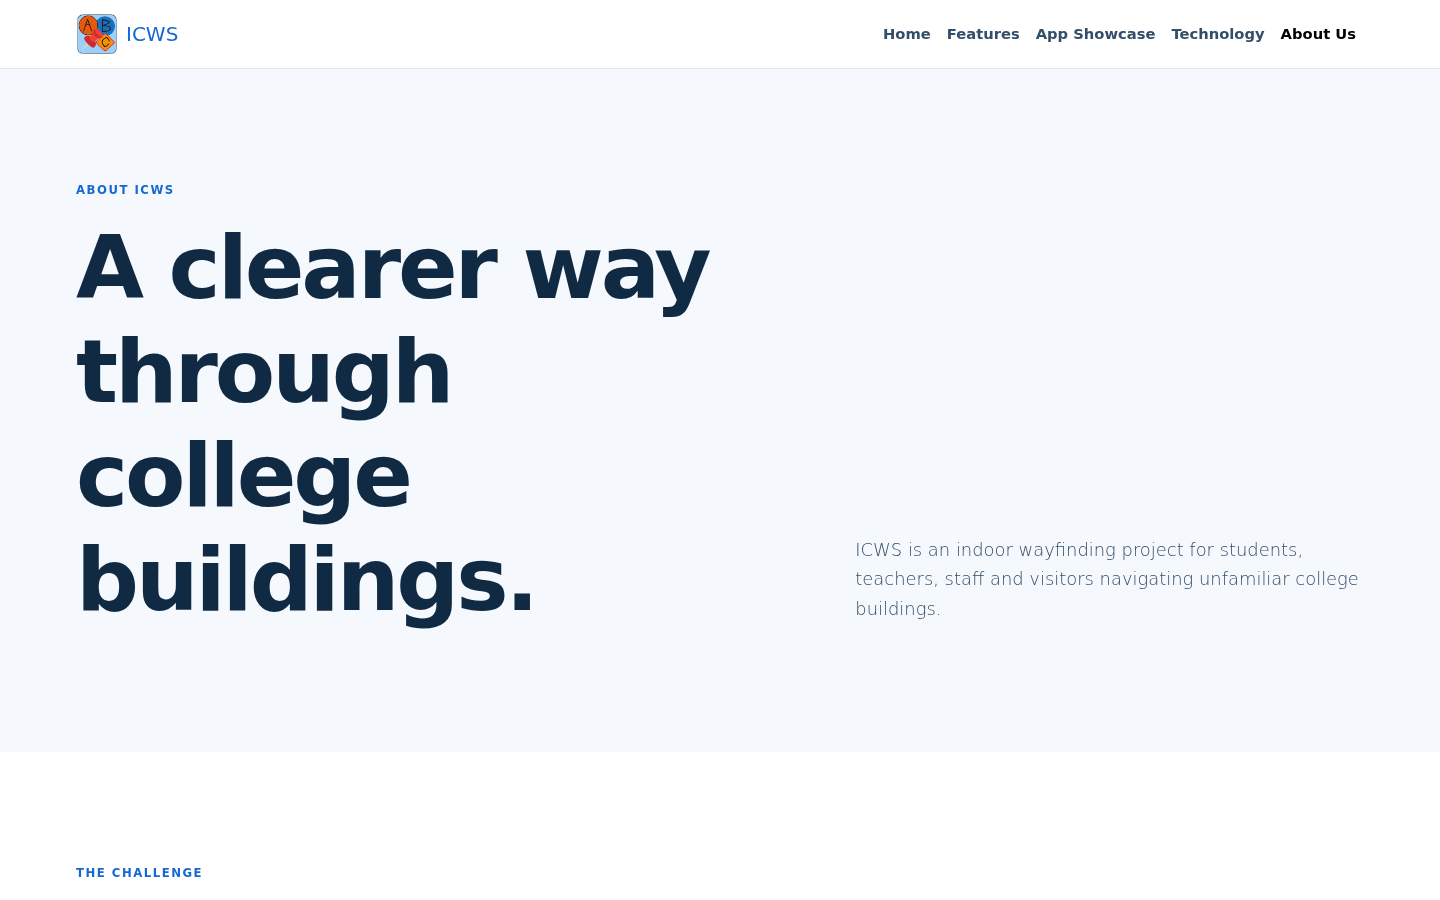 A B C
ICWS
Home Features App Showcase Technology About Us
ABOUT ICWS
A clearer way
through
college
buildings.
ICWS is an indoor wayfinding project for students,
teachers, staff and visitors navigating unfamiliar college
buildings.
THE CHALLENGE